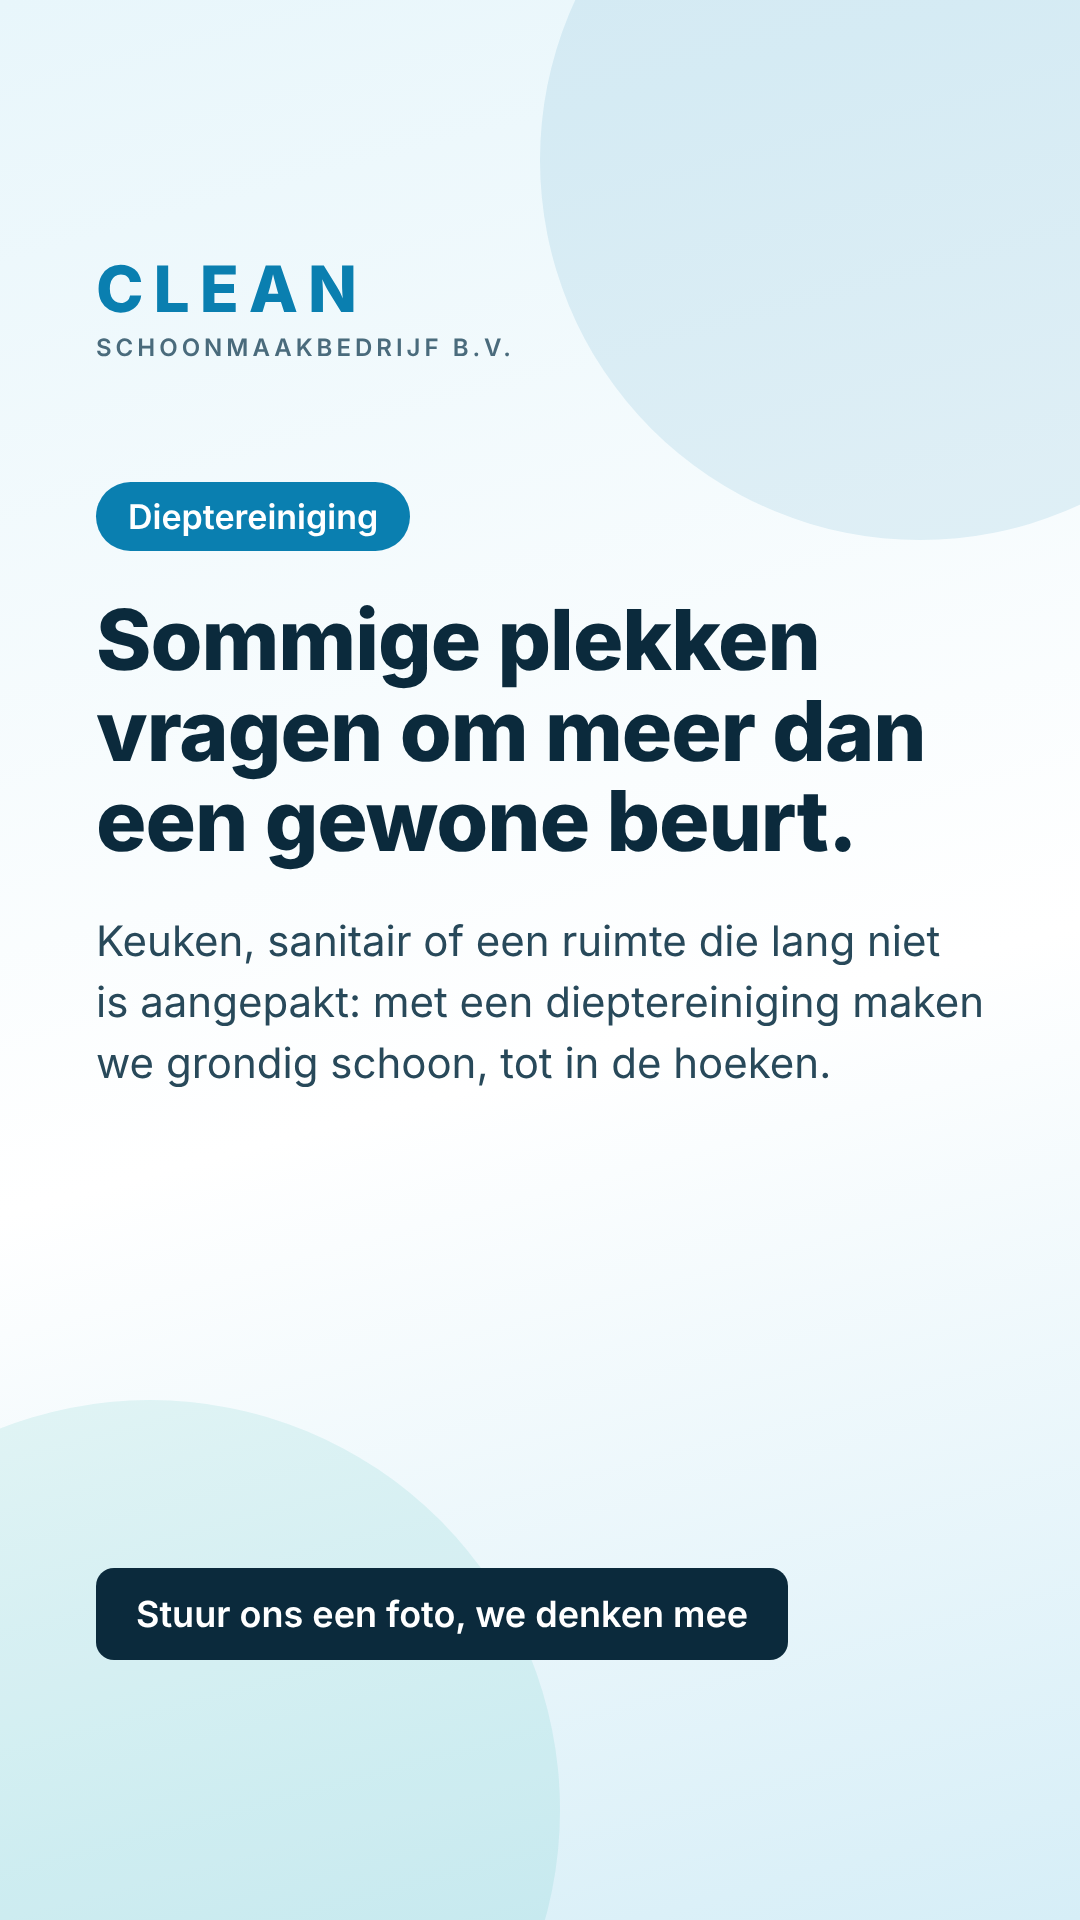 CLEAN
SCHOONMAAKBEDRIJF B.V.
Dieptereiniging
Sommige plekken
vragen om meer dan
een gewone beurt.
Keuken, sanitair of een ruimte die lang niet
is aangepakt: met een dieptereiniging maken
we grondig schoon, tot in de hoeken.
Stuur ons een foto, we denken mee